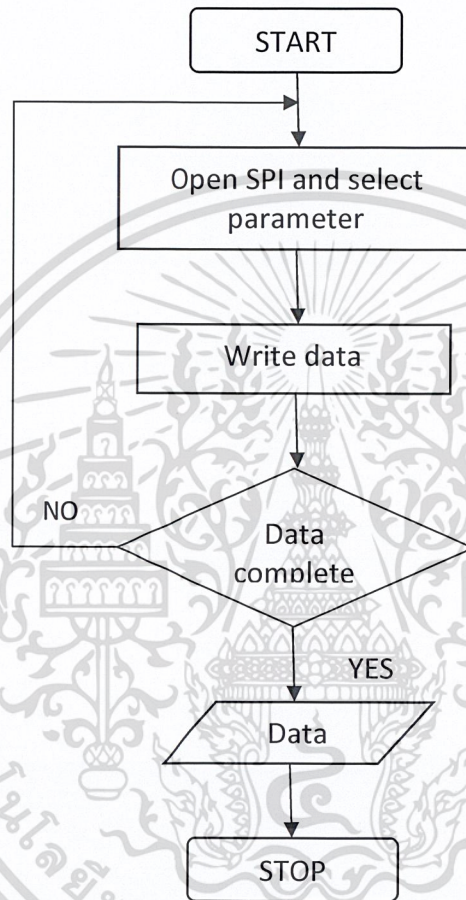 START
Open SPI and select
parameter
Write data
NO
Data
complete
YES
Data
STOP